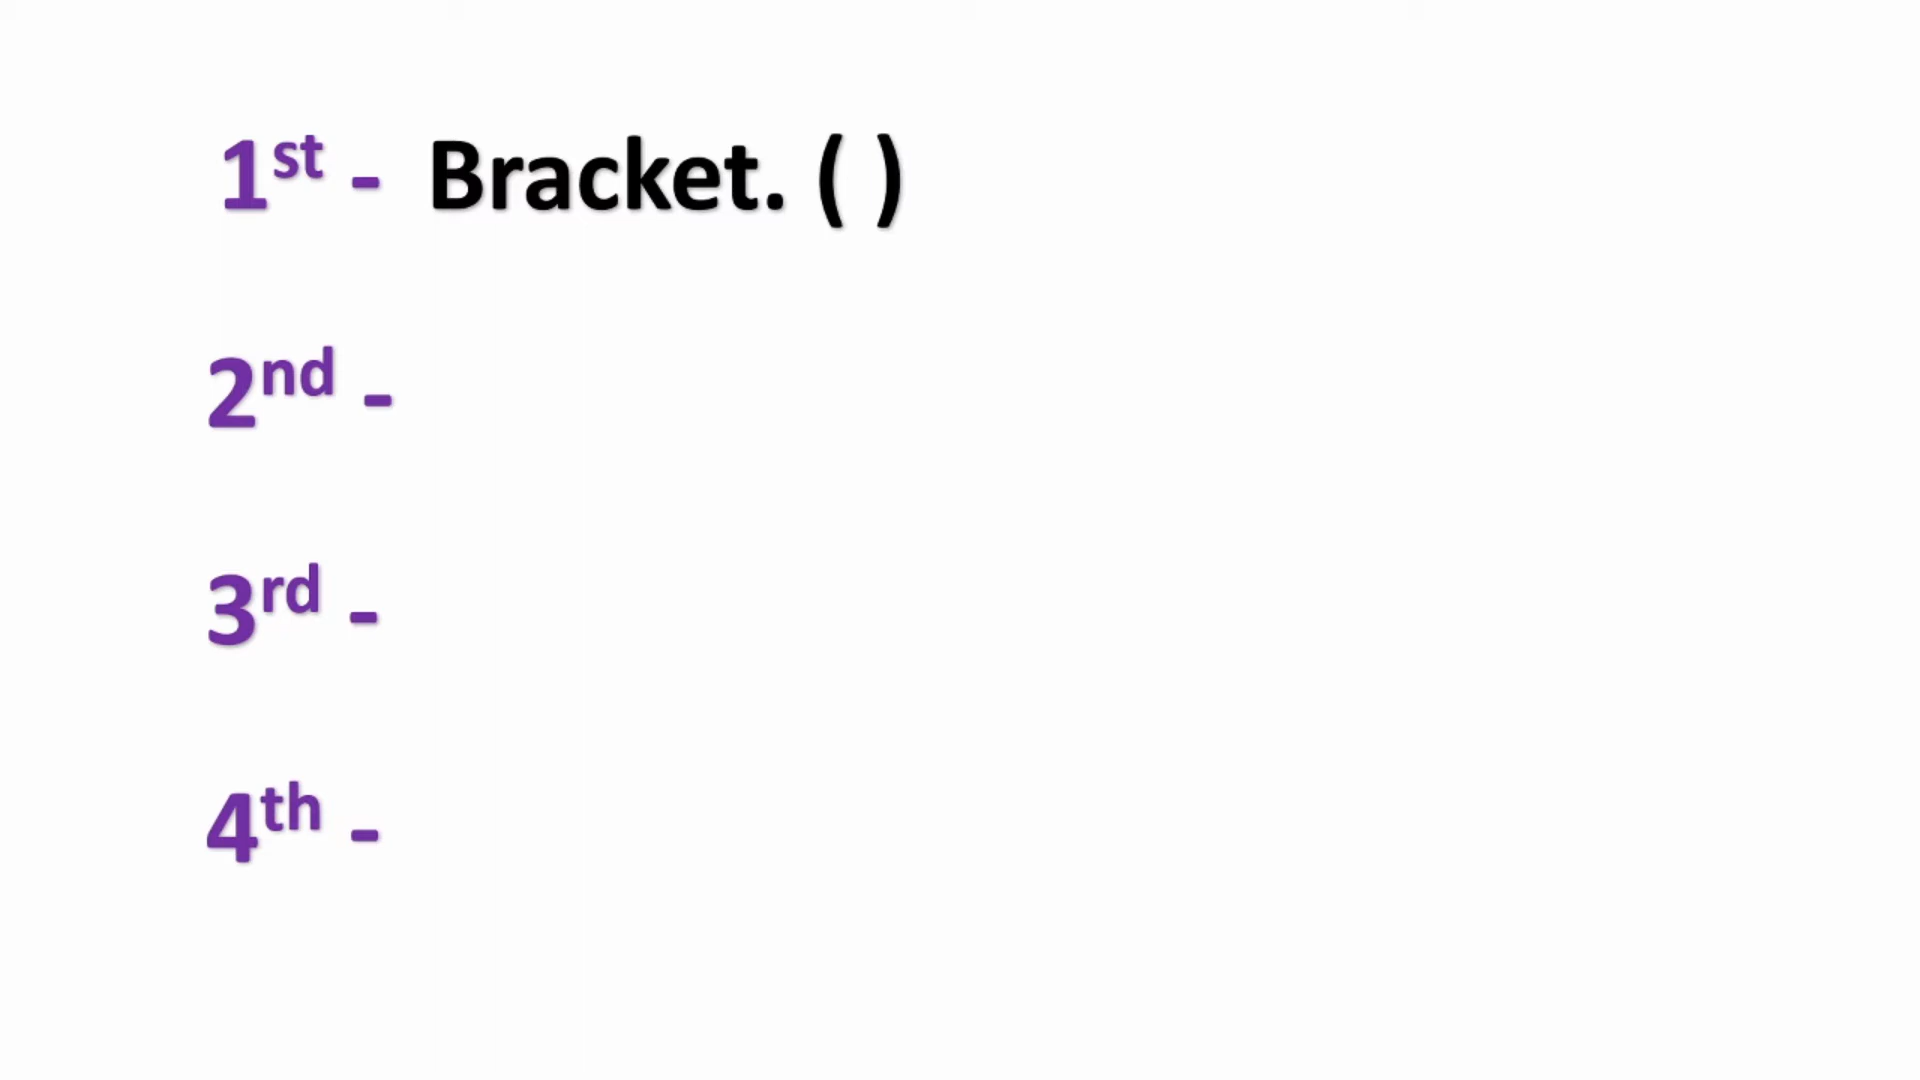 1st - Bracket. ( )
2nd -
3rd -
4th -